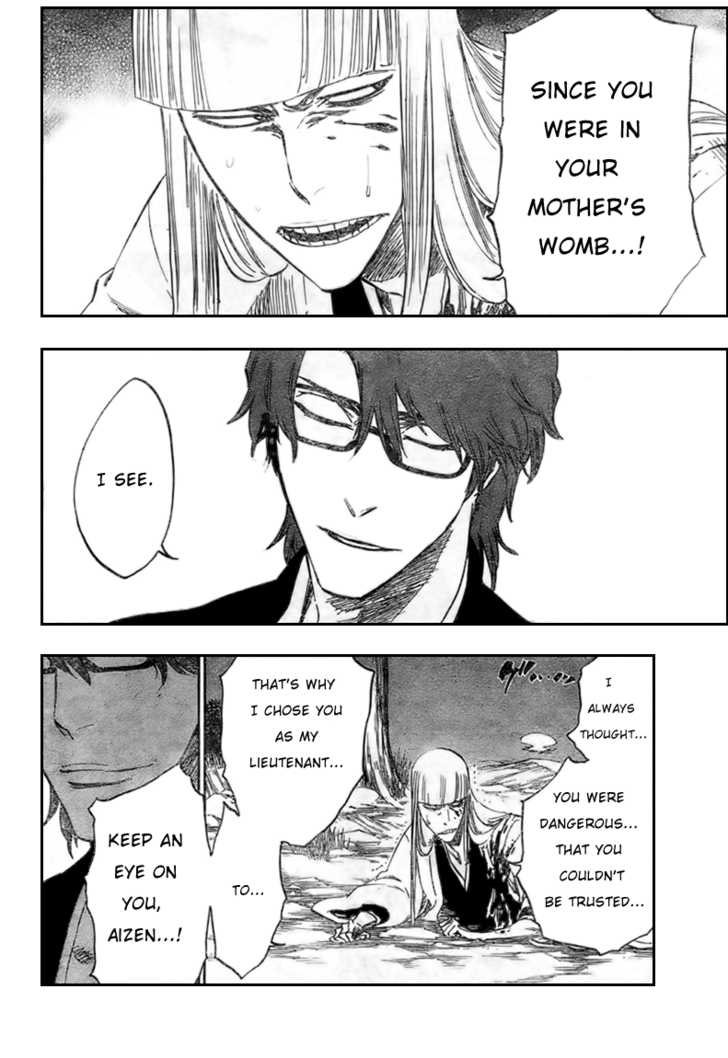 SINCE YOU
WERE IN
YOUR
MOTHER'S
WOMB...!
I SEE.
I
ALWAYS
THOUGHT...
YOU WERE
DANGEROUS...
THAT YOU
COULDN'T
BE TRUSTED...
THAT'S WHY
I CHOSE YOU
AS MY
LIEUTENANT...
TO...
KEEP AN
EYE ON
YOU,
AIZEN...!